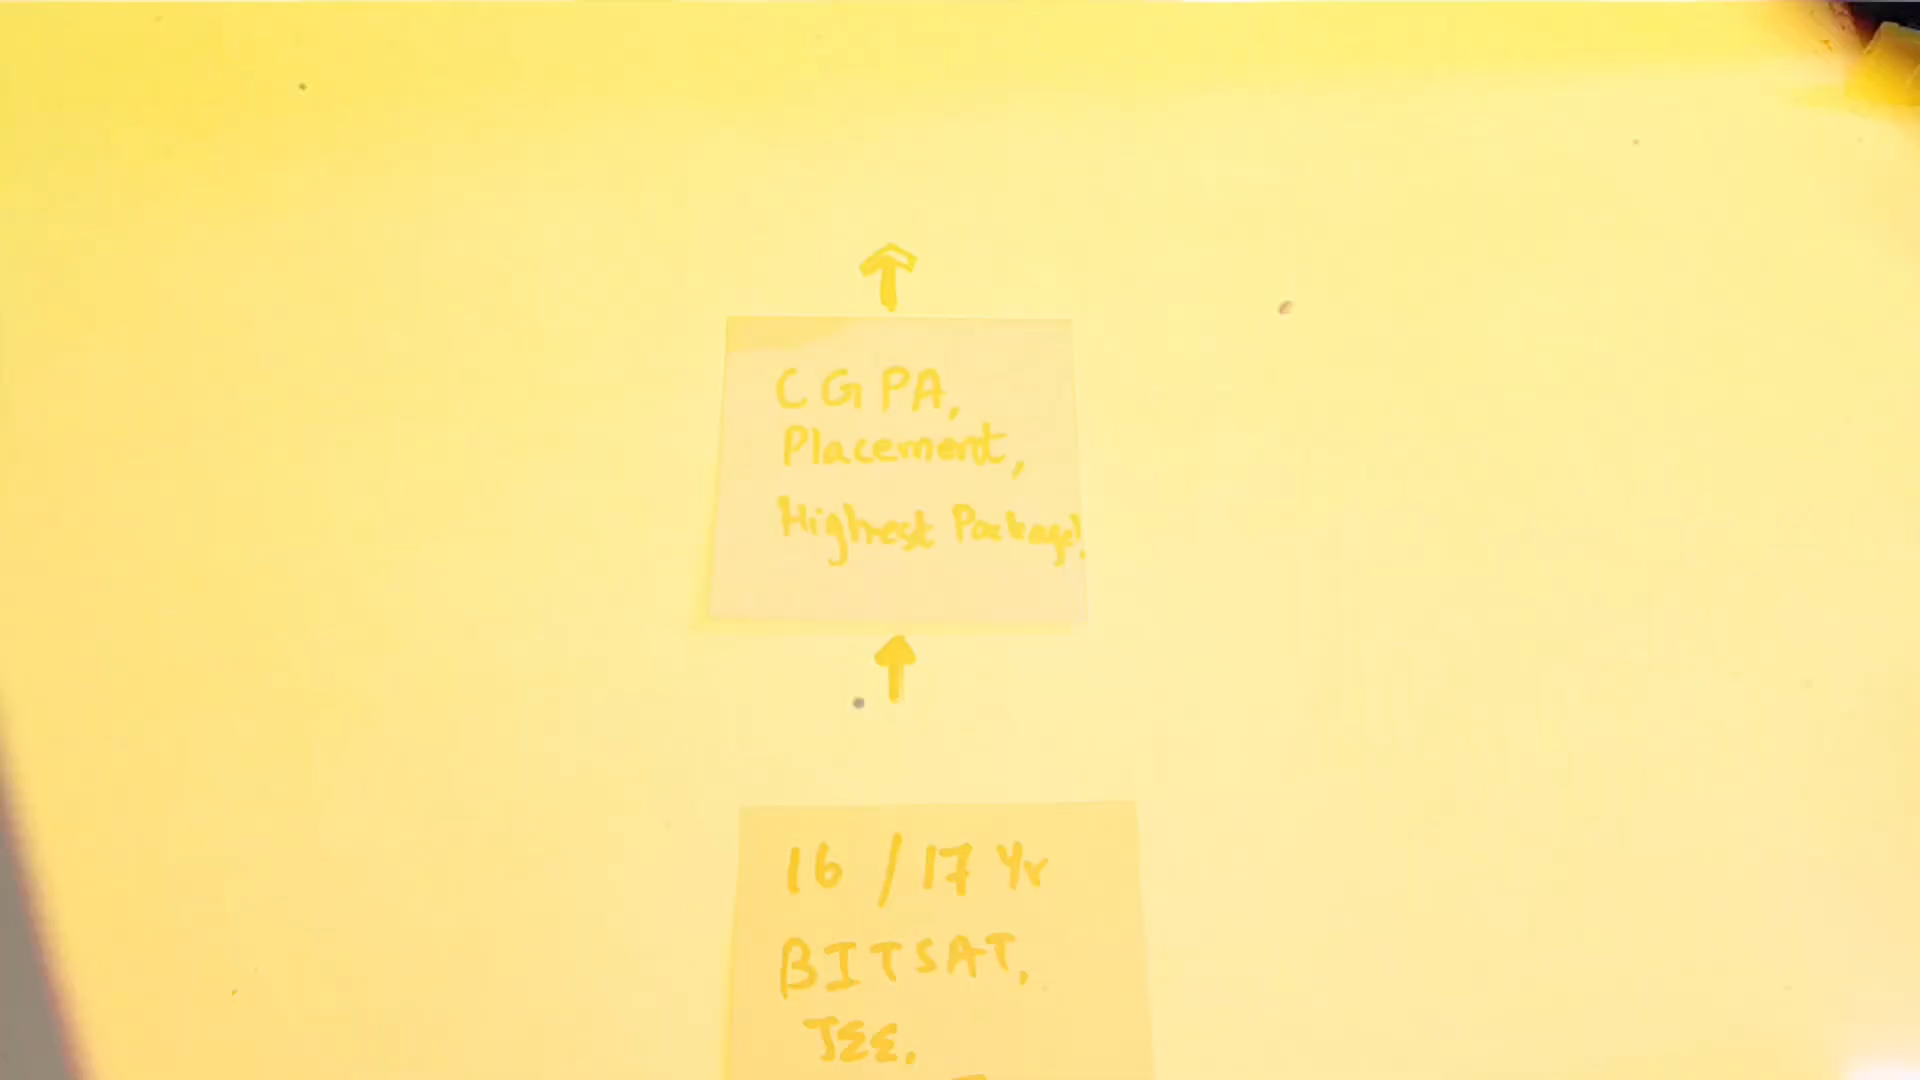 CGPA,
Placement,
Highest Package!
16/17 Yr
BITSAT,
JEE,